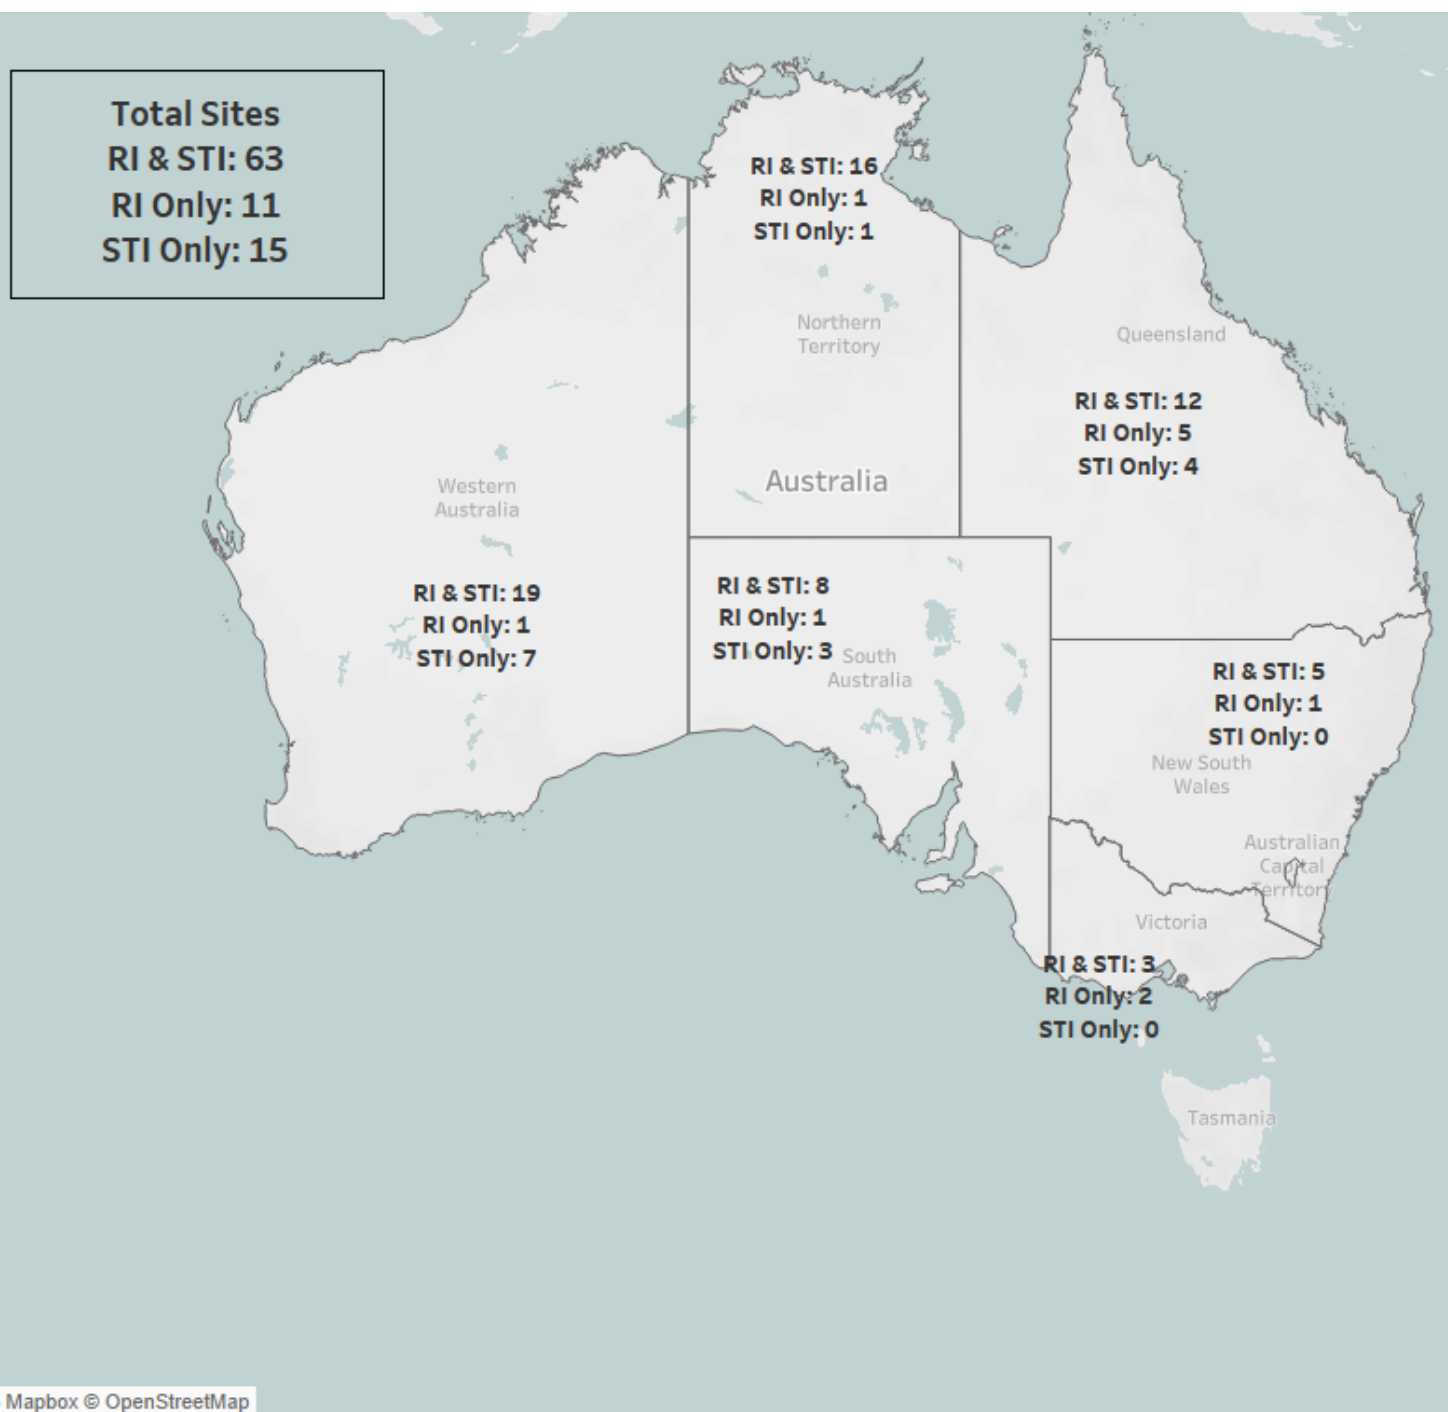 Total Sites
RI & STI: 63
RI Only: 11
STI Only: 15
RI & STI: 16
RI Only: 1
STI Only: 1
Northern
Territory
Queensland
RI & STI: 12
RI Only: 5
STI Only: 4
Australia
Western
Australia
RI & STI: 19
RI Only: 1
STI Only: 7
RI & STI: 8
RI Only: 1
STI Only: 3
South
Australia
RI & STI: 5
RI Only: 1
STI Only: 0
New South
Wales
Australian
Capital
Territory
Victoria
RI & STI: 3
RI Only: 2
STI Only: 0
Tasmania
Mapbox © OpenStreetMap